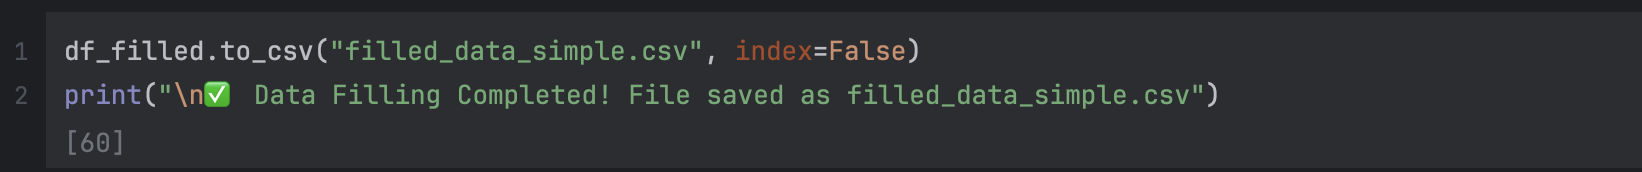 1 df_filled.to_csv("filled_data_simple.csv", index=False)
2 print("\n✅ Data Filling Completed! File saved as filled_data_simple.csv")
[60]